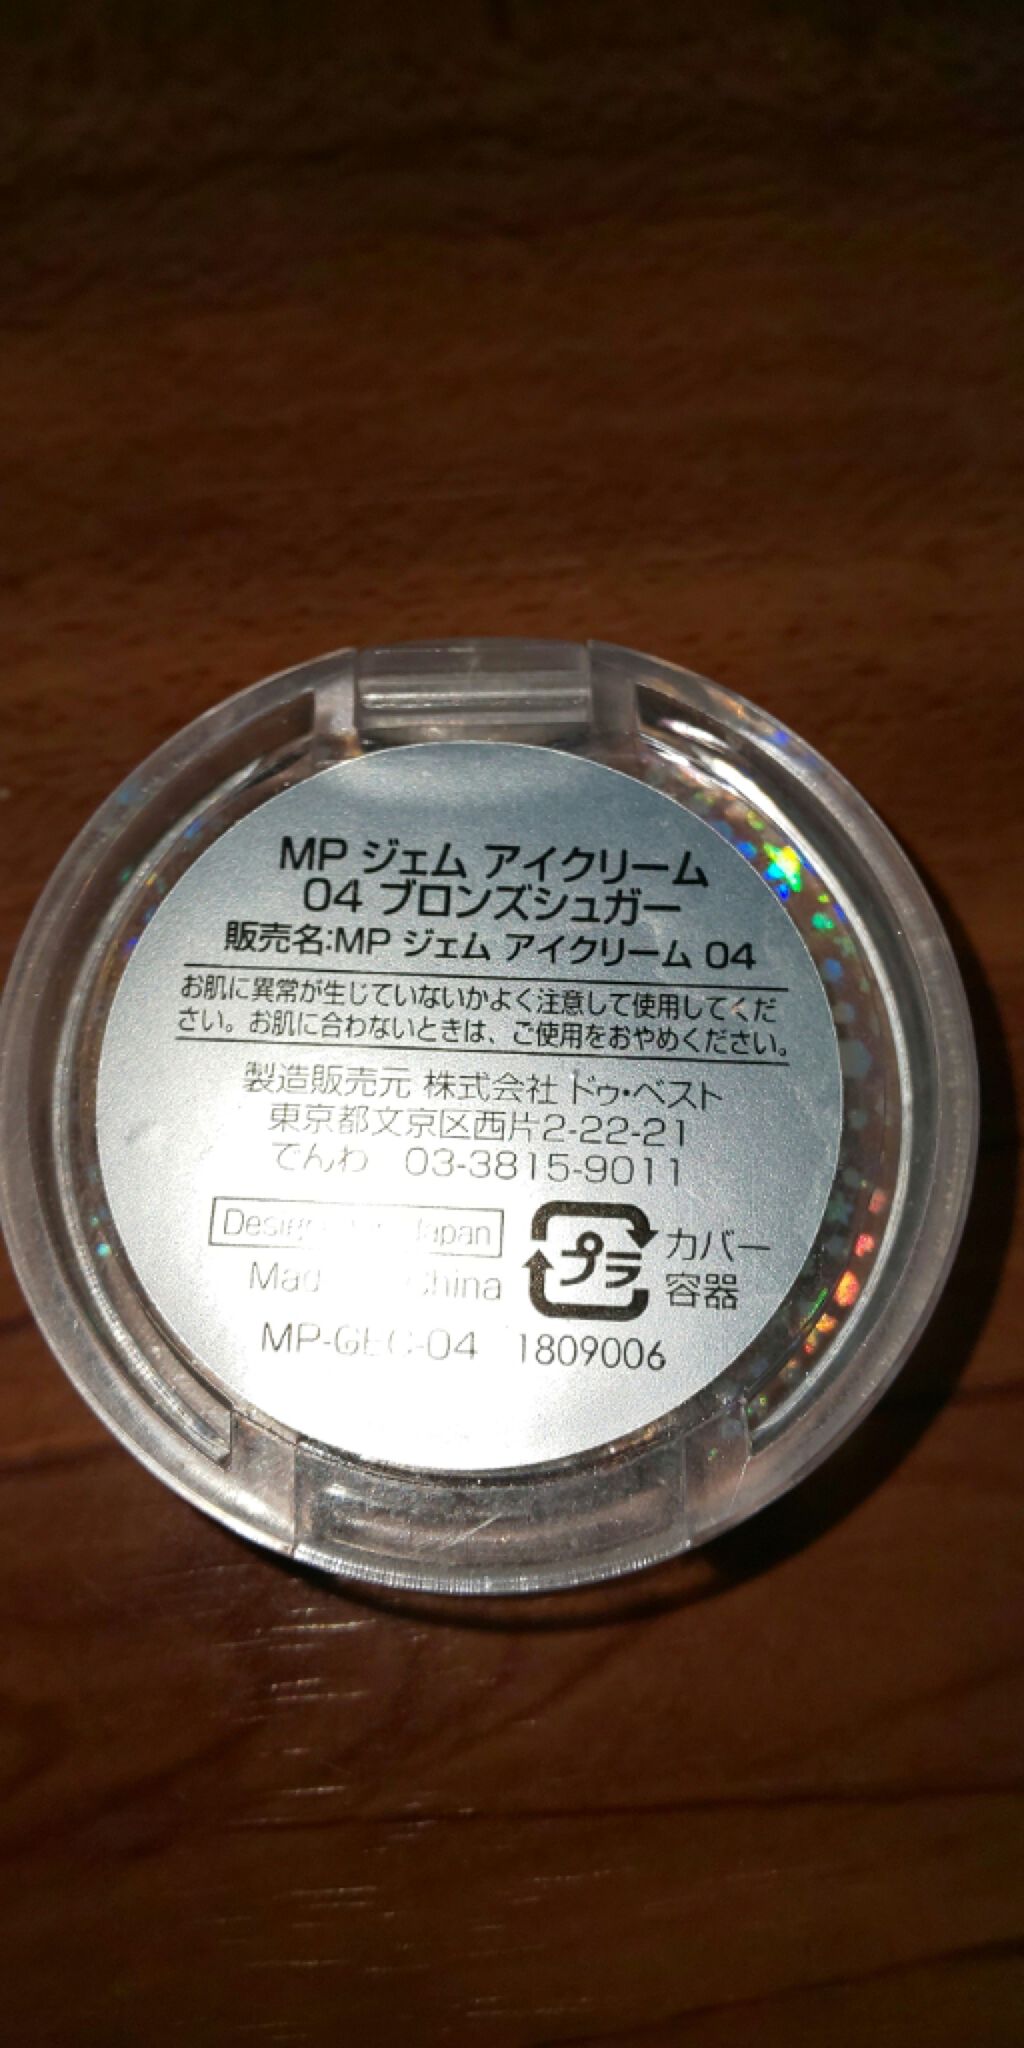 MP ジェム アイクリーム
04 ブロンズシュガー
販売名:MP ジェム アイクリーム 04
お肌に異常が生じていないかよく注意して使用してくだ
さい。お肌に合わないときは、ご使用をおやめください。
製造販売元 株式会社 ドゥ・ベスト
東京都文京区西片2-22-21
でんわ 03-3815-9011
Japan
China
プラ
カバー
容器
MP-GEC-04 1809006